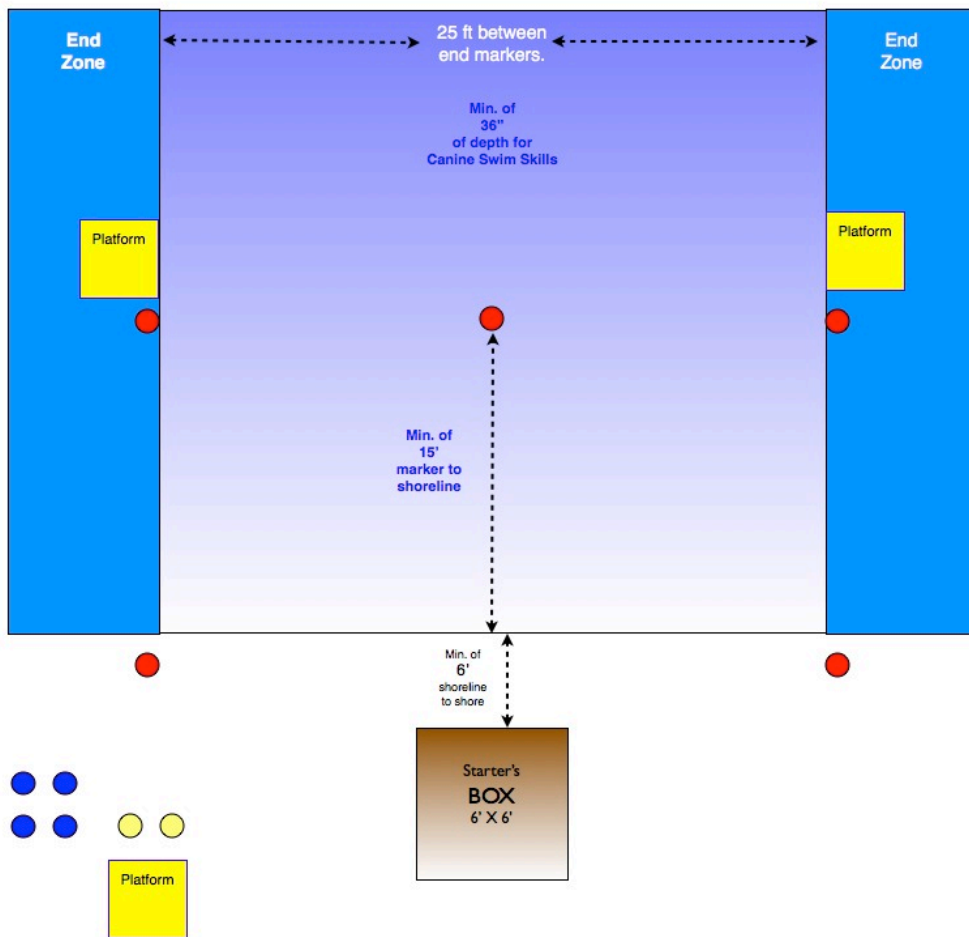 End
Zone
25 ft between
end markers.
End
Zone
Min. of
36"
of depth for
Canine Swim Skills
Platform
Platform
Min. of
15'
marker to
shoreline
Min. of
6'
shoreline
to shore
Starter's
BOX
6' X 6'
Platform